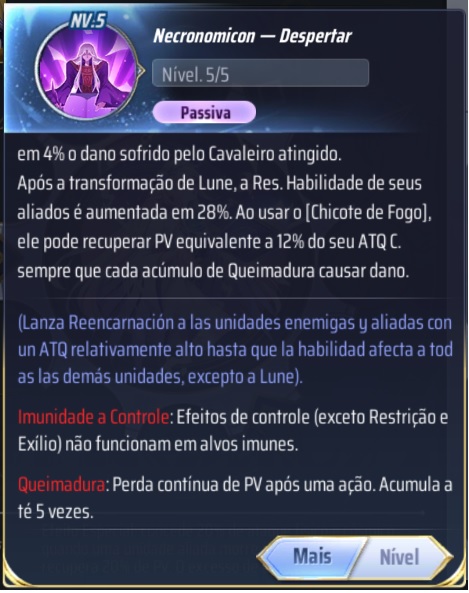 NV.5
Necronomicon — Despertar
Nível. 5/5
Passiva
em 4% o dano sofrido pelo Cavaleiro atingido.
Após a transformação de Lune, a Res. Habilidade de seus
aliados é aumentada em 28%. Ao usar o [Chicote de Fogo],
ele pode recuperar PV equivalente a 12% do seu ATQ C.
sempre que cada acúmulo de Queimadura causar dano.
(Lanza Reencarnación a las unidades enemigas y aliadas con
un ATQ relativamente alto hasta que la habilidad afecta a tod
as las demás unidades, excepto a Lune).
Imunidade a Controle: Efeitos de controle (exceto Restrição e
Exílio) não funcionam em alvos imunes.
Queimadura: Perda contínua de PV após uma ação. Acumula a
té 5 vezes.
Mais
Nível